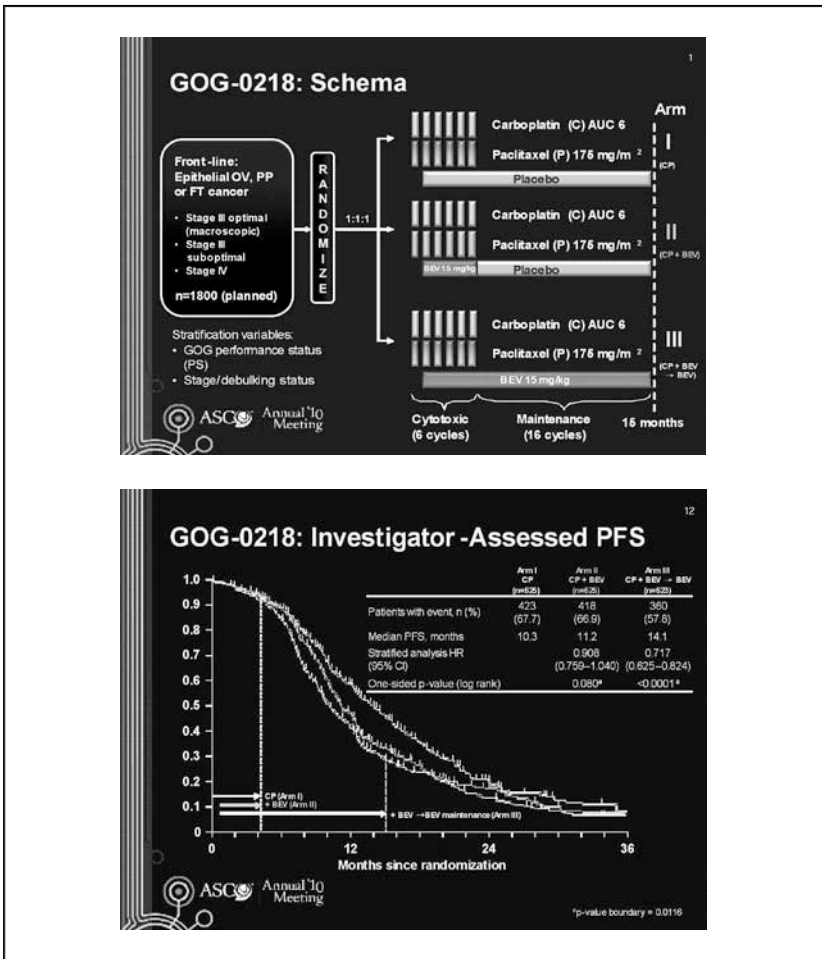 1
GOG-0218: Schema
Arm
Front-line:
Epithelial OV, PP
or FT cancer
• Stage III optimal
(macroscopic)
• Stage III
suboptimal
• Stage IV
n=1800 (planned)
RANDOMIZE
1:1:1
Carboplatin (C) AUC 6
Paclitaxel (P) 175 mg/m 2
Placebo
I
(CP)
Carboplatin (C) AUC 6
Paclitaxel (P) 175 mg/m 2
BEV 15 mg/kg
Placebo
II
(CP + BEV)
Carboplatin (C) AUC 6
Paclitaxel (P) 175 mg/m 2
BEV 15 mg/kg
III
(CP + BEV
→ BEV)
Stratification variables:
• GOG performance status
(PS)
• Stage/debulking status
Cytotoxic
(6 cycles)
Maintenance
(16 cycles)
15 months
ASCO Annual '10
Meeting
12
GOG-0218: Investigator -Assessed PFS
Arm I
CP
(n=625)
Arm II
CP + BEV
(n=625)
Arm III
CP + BEV → BEV
(n=623)
Patients with event, n (%)
423
(67.7)
418
(66.9)
360
(57.8)
Median PFS, months 10.3 11.2 14.1
Stratified analysis HR
(95% CI)
0.908
(0.759–1.040)
0.717
(0.625–0.824)
One-sided p-value (log rank) 0.080a <0.0001a
1.0
0.9
0.8
0.7
0.6
0.5
0.4
0.3
0.2
0.1
0
CP (Arm I)
+ BEV (Arm II)
+ BEV → BEV maintenance (Arm III)
0 12 24 36
Months since randomization
ASCO Annual '10
Meeting
ap-value boundary = 0.0116